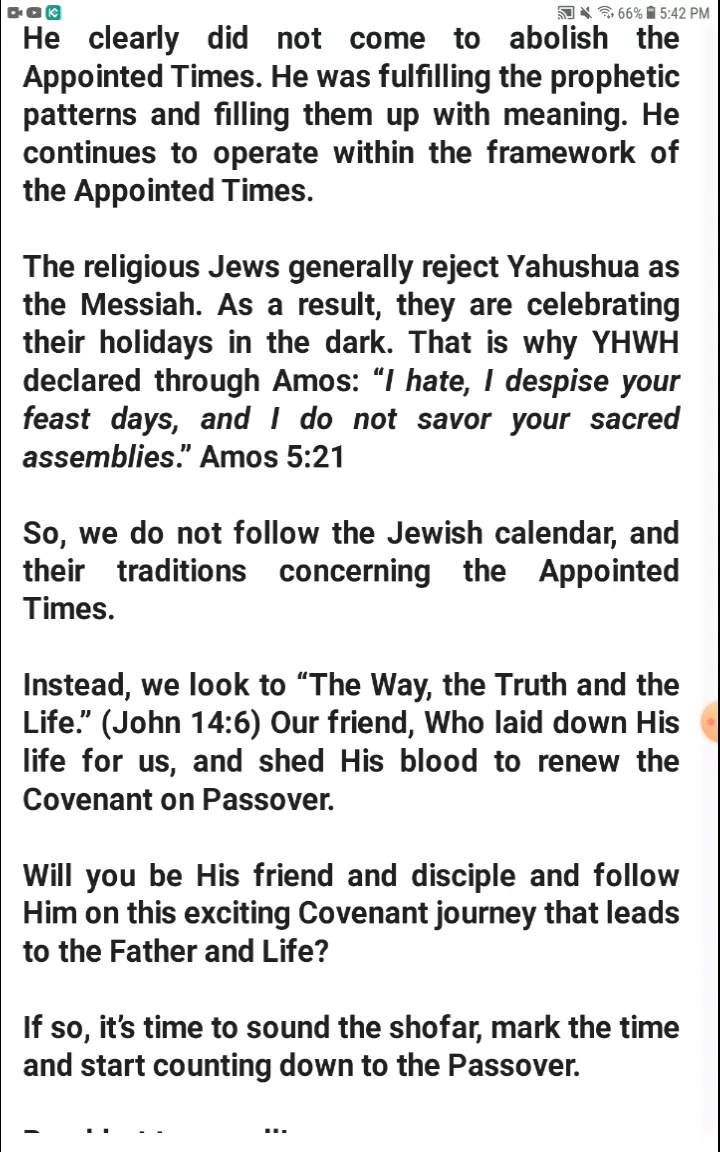 66% 5:42 PM
He clearly did not come to abolish the
Appointed Times. He was fulfilling the prophetic
patterns and filling them up with meaning. He
continues to operate within the framework of
the Appointed Times.
The religious Jews generally reject Yahushua as
the Messiah. As a result, they are celebrating
their holidays in the dark. That is why YHWH
declared through Amos: “I hate, I despise your
feast days, and I do not savor your sacred
assemblies.” Amos 5:21
So, we do not follow the Jewish calendar, and
their traditions concerning the Appointed
Times.
Instead, we look to “The Way, the Truth and the
Life.” (John 14:6) Our friend, Who laid down His
life for us, and shed His blood to renew the
Covenant on Passover.
Will you be His friend and disciple and follow
Him on this exciting Covenant journey that leads
to the Father and Life?
If so, it’s time to sound the shofar, mark the time
and start counting down to the Passover.